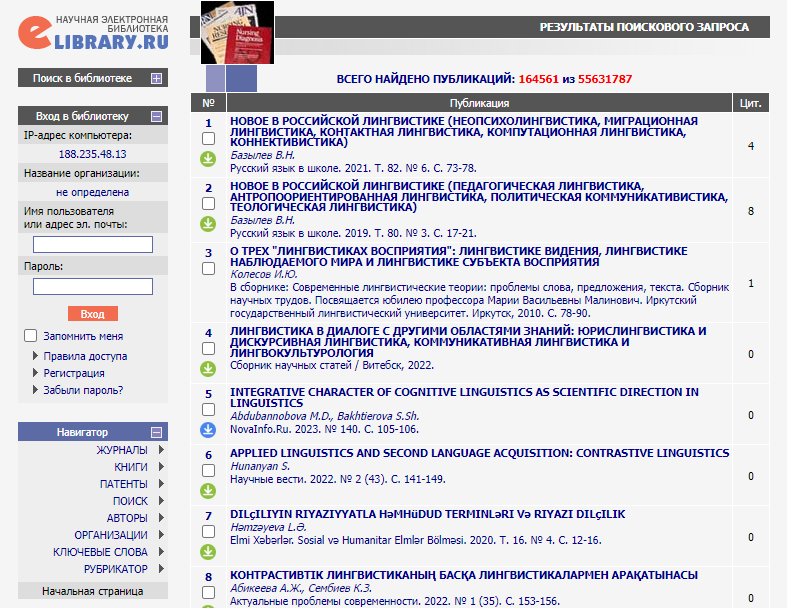 НАУЧНАЯ ЭЛЕКТРОННАЯ
БИБЛИОТЕКА
eLIBRARY.RU
Поиск в библиотеке
Вход в библиотеку
IP-адрес компьютера:
188.235.48.13
Название организации:
не определена
Имя пользователя
или адрес эл. почты:
Пароль:
Вход
Запомнить меня
Правила доступа
Регистрация
Забыли пароль?
Навигатор
ЖУРНАЛЫ
КНИГИ
ПАТЕНТЫ
ПОИСК
АВТОРЫ
ОРГАНИЗАЦИИ
КЛЮЧЕВЫЕ СЛОВА
РУБРИКАТОР
Начальная страница
AJN
Nursing
Diagnosis
РЕЗУЛЬТАТЫ ПОИСКОВОГО ЗАПРОСА
ВСЕГО НАЙДЕНО ПУБЛИКАЦИЙ: 164561 из 55631787
№ Публикация Цит.
1 НОВОЕ В РОССИЙСКОЙ ЛИНГВИСТИКЕ (НЕОПСИХОЛИНГВИСТИКА, МИГРАЦИОННАЯ
ЛИНГВИСТИКА, КОНТАКТНАЯ ЛИНГВИСТИКА, КОМПУТАЦИОННАЯ ЛИНГВИСТИКА,
КОННЕКТИВИСТИКА)
Базылев В.Н.
Русский язык в школе. 2021. Т. 82. № 6. С. 73-78.
4
2 НОВОЕ В РОССИЙСКОЙ ЛИНГВИСТИКЕ (ПЕДАГОГИЧЕСКАЯ ЛИНГВИСТИКА,
АНТРОПООРИЕНТИРОВАННАЯ ЛИНГВИСТИКА, ПОЛИТИЧЕСКАЯ КОММУНИКАТИВИСТИКА,
ТЕОЛОГИЧЕСКАЯ ЛИНГВИСТИКА)
Базылев В.Н.
Русский язык в школе. 2019. Т. 80. № 3. С. 17-21.
8
3 О ТРЕХ "ЛИНГВИСТИКАХ ВОСПРИЯТИЯ": ЛИНГВИСТИКЕ ВИДЕНИЯ, ЛИНГВИСТИКЕ
НАБЛЮДАЕМОГО МИРА И ЛИНГВИСТИКЕ СУБЪЕКТА ВОСПРИЯТИЯ
Колесов И.Ю.
В сборнике: Современные лингвистические теории: проблемы слова, предложения, текста. Сборник
научных трудов. Посвящается юбилею профессора Марии Васильевны Малинович. Иркутский
государственный лингвистический университет. Иркутск, 2010. С. 78-90.
1
4 ЛИНГВИСТИКА В ДИАЛОГЕ С ДРУГИМИ ОБЛАСТЯМИ ЗНАНИЙ: ЮРИСЛИНГВИСТИКА И
ДИСКУРСИВНАЯ ЛИНГВИСТИКА, КОММУНИКАТИВНАЯ ЛИНГВИСТИКА И
ЛИНГВОКУЛЬТУРОЛОГИЯ
Сборник научных статей / Витебск, 2022.
0
5 INTEGRATIVE CHARACTER OF COGNITIVE LINGUISTICS AS SCIENTIFIC DIRECTION IN
LINGUISTICS
Abdubannobova M.D., Bakhtierova S.Sh.
NovaInfo.Ru. 2023. № 140. С. 105-106.
0
6 APPLIED LINGUISTICS AND SECOND LANGUAGE ACQUISITION: CONTRASTIVE LINGUISTICS
Hunanyan S.
Научные вести. 2022. № 2 (43). С. 141-149.
0
7 DILçILIYIN RIYAZIYYATLA HəMHüDUD TERMINLəRI Və RIYAZI DILçILIK
Həmzəyeva L.Ə.
Elmi Xəbərlər. Sosial və Humanitar Elmlər Bölməsi. 2020. Т. 16. № 4. С. 12-16.
0
8 КОНТРАСТИВТІК ЛИНГВИСТИКАНЫҢ БАСҚА ЛИНГВИСТИКАЛАРМЕН АРАҚАТЫНАСЫ
Абикеева А.Ж., Сембиев К.З.
Актуальные проблемы современности. 2022. № 1 (35). С. 153-156.
0